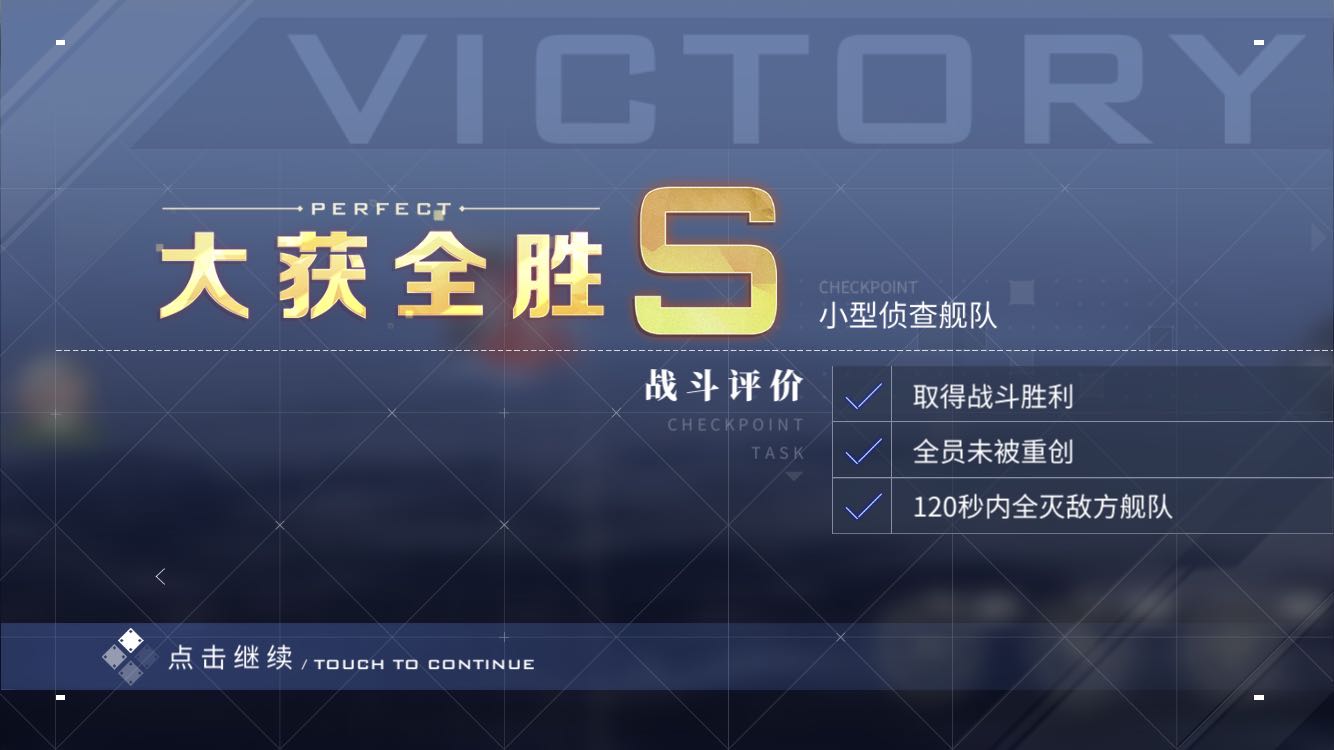 VICTORY
PERFECT
大获全胜 S
CHECKPOINT
小型侦查舰队
战斗评价
CHECKPOINT
TASK
取得战斗胜利
全员未被重创
120秒内全灭敌方舰队
点击继续 / TOUCH TO CONTINUE